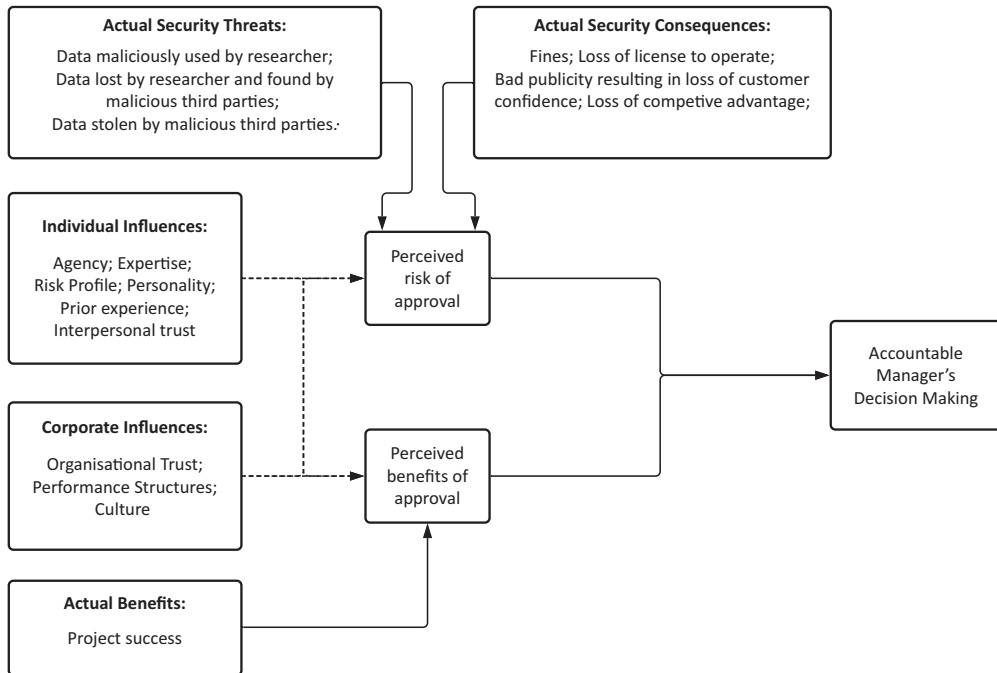 Actual Security Threats:
Data maliciously used by researcher;
Data lost by researcher and found by
malicious third parties;
Data stolen by malicious third parties.·
Actual Security Consequences:
Fines; Loss of license to operate;
Bad publicity resulting in loss of customer
confidence; Loss of competive advantage;
Individual Influences:
Agency; Expertise;
Risk Profile; Personality;
Prior experience;
Interpersonal trust
Perceived
risk of
approval
Accountable
Manager’s
Decision Making
Corporate Influences:
Organisational Trust;
Performance Structures;
Culture
Perceived
benefits of
approval
Actual Benefits:
Project success